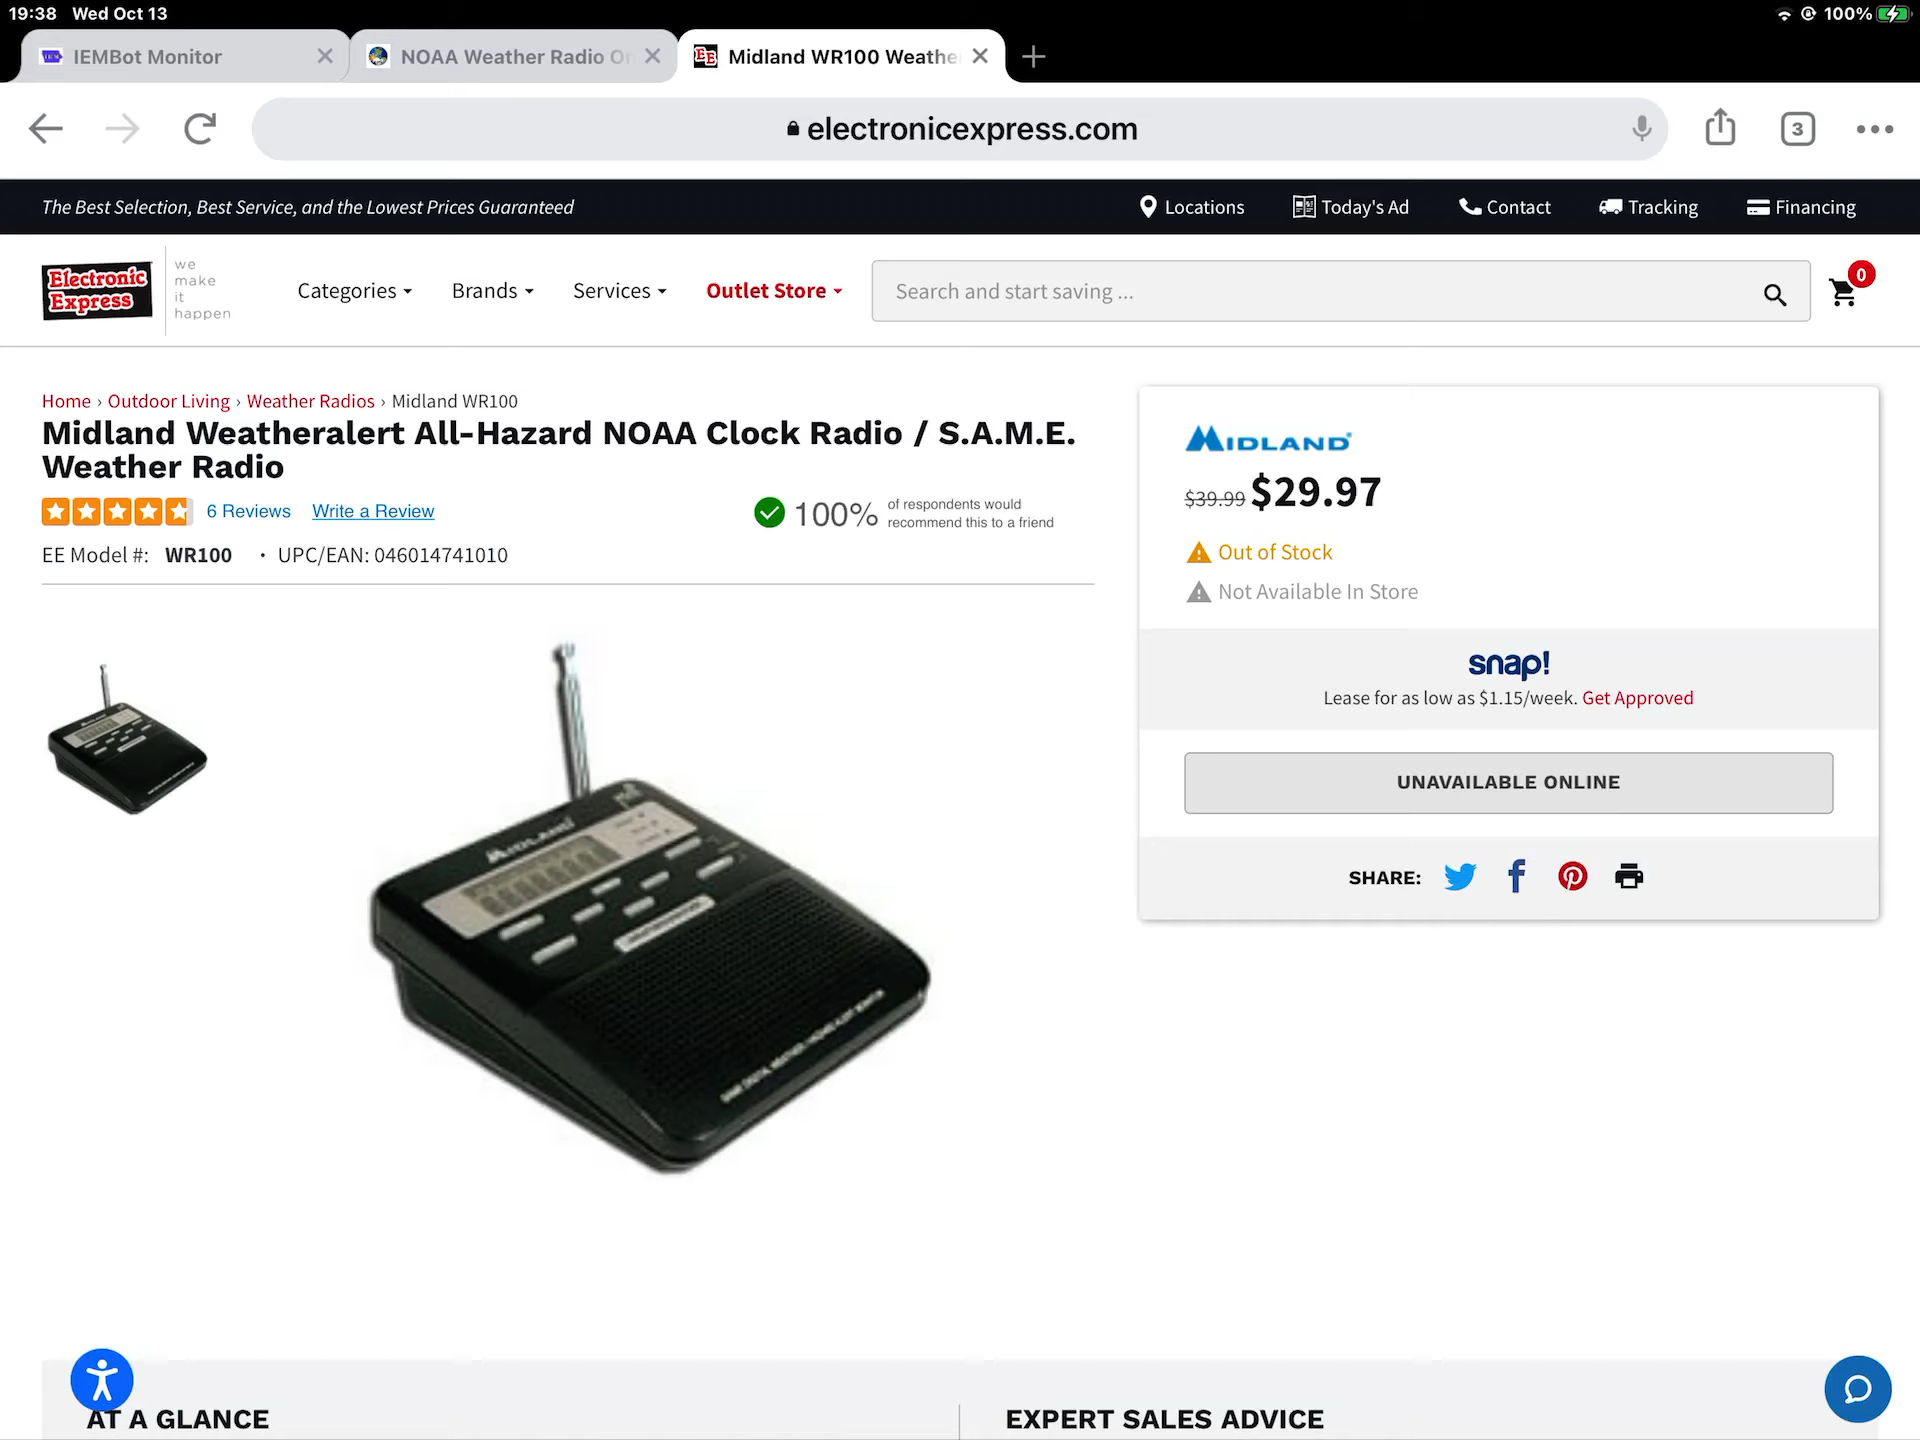 19:38 Wed Oct 13
100%
IEMBot Monitor
NOAA Weather Radio Or
Midland WR100 Weathe
electronicexpress.com
3
The Best Selection, Best Service, and the Lowest Prices Guaranteed
Locations
Today's Ad
Contact
Tracking
Financing
Electronic
Express
we
make
it
happen
Categories
Brands
Services
Outlet Store
Search and start saving ...
0
Home › Outdoor Living › Weather Radios › Midland WR100
Midland Weatheralert All-Hazard NOAA Clock Radio / S.A.M.E.
Weather Radio
6 Reviews
Write a Review
100%
of respondents would
recommend this to a friend
EE Model #: WR100 • UPC/EAN: 046014741010
MIDLAND
MIDLAND
$39.99 $29.97
Out of Stock
Not Available In Store
snap!
Lease for as low as $1.15/week. Get Approved
UNAVAILABLE ONLINE
SHARE:
AT A GLANCE
EXPERT SALES ADVICE